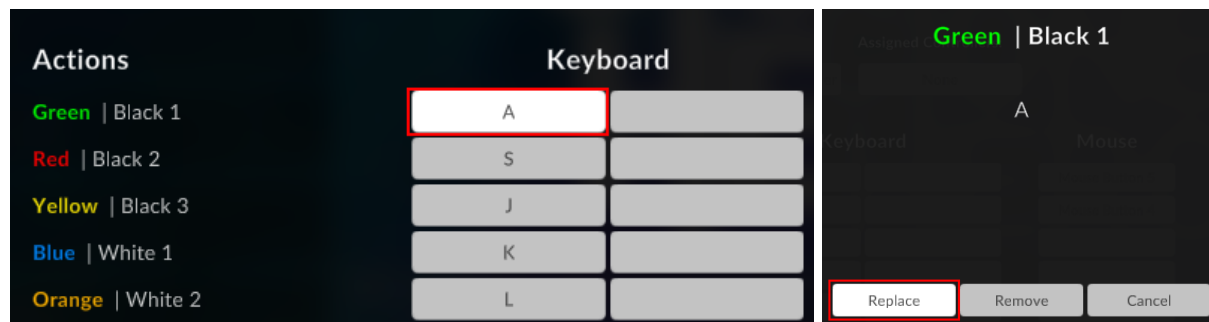 Actions Keyboard
Green | Black 1 A
Red | Black 2 S
Yellow | Black 3 J
Blue | White 1 K
Orange | White 2 L
Assigned
Green | Black 1
A
Keyboard Mouse
Replace Remove Cancel